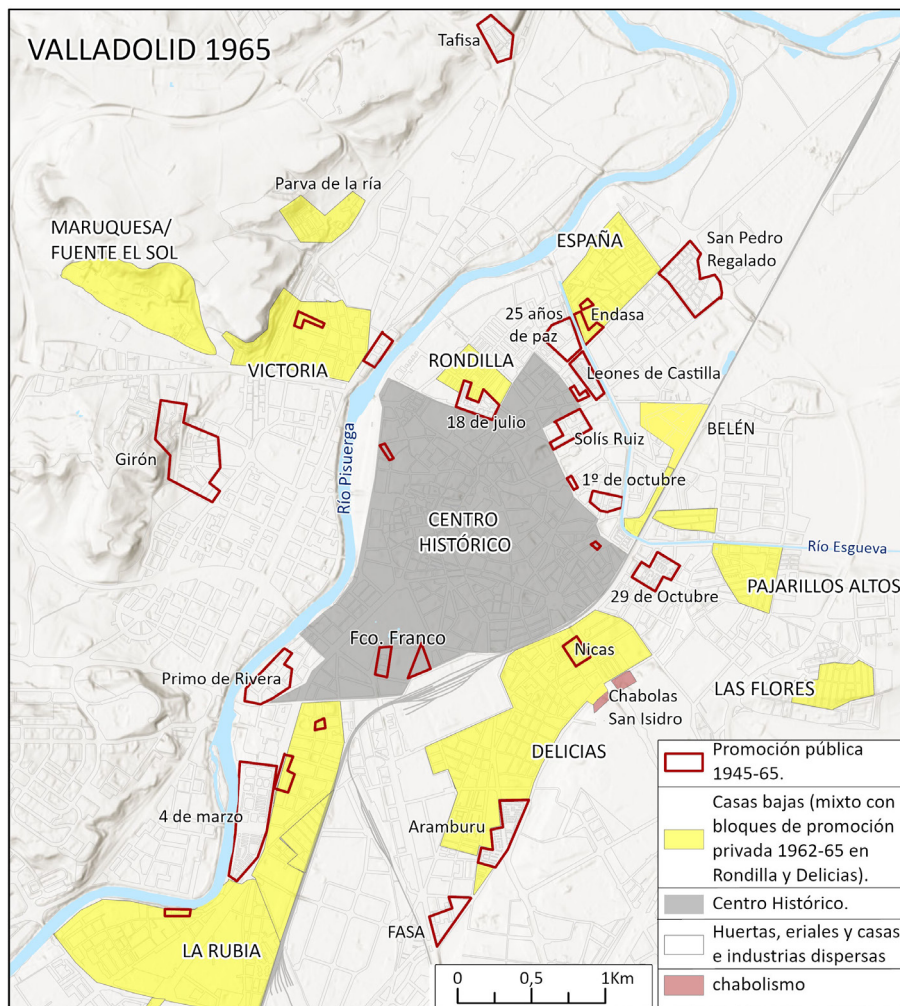 VALLADOLID 1965
Tafisa
Parva de la ría
MARUQUESA/
FUENTE EL SOL
ESPAÑA
San Pedro
Regalado
25 años
de paz
Endasa
VICTORIA
RONDILLA
Leones de Castilla
18 de julio
Solís Ruiz
BELÉN
Girón
Río Pisuerga
1º de octubre
CENTRO
HISTÓRICO
Río Esgueva
29 de Octubre
PAJARILLOS ALTOS
Fco. Franco
Nicas
Primo de Rivera
Chabolas
San Isidro
LAS FLORES
DELICIAS
4 de marzo
Aramburu
FASA
LA RUBIA
Promoción pública
1945-65.
Casas bajas (mixto con
bloques de promoción
privada 1962-65 en
Rondilla y Delicias).
Centro Histórico.
Huertas, eriales y casas
e industrias dispersas
chabolismo
0 0,5 1Km